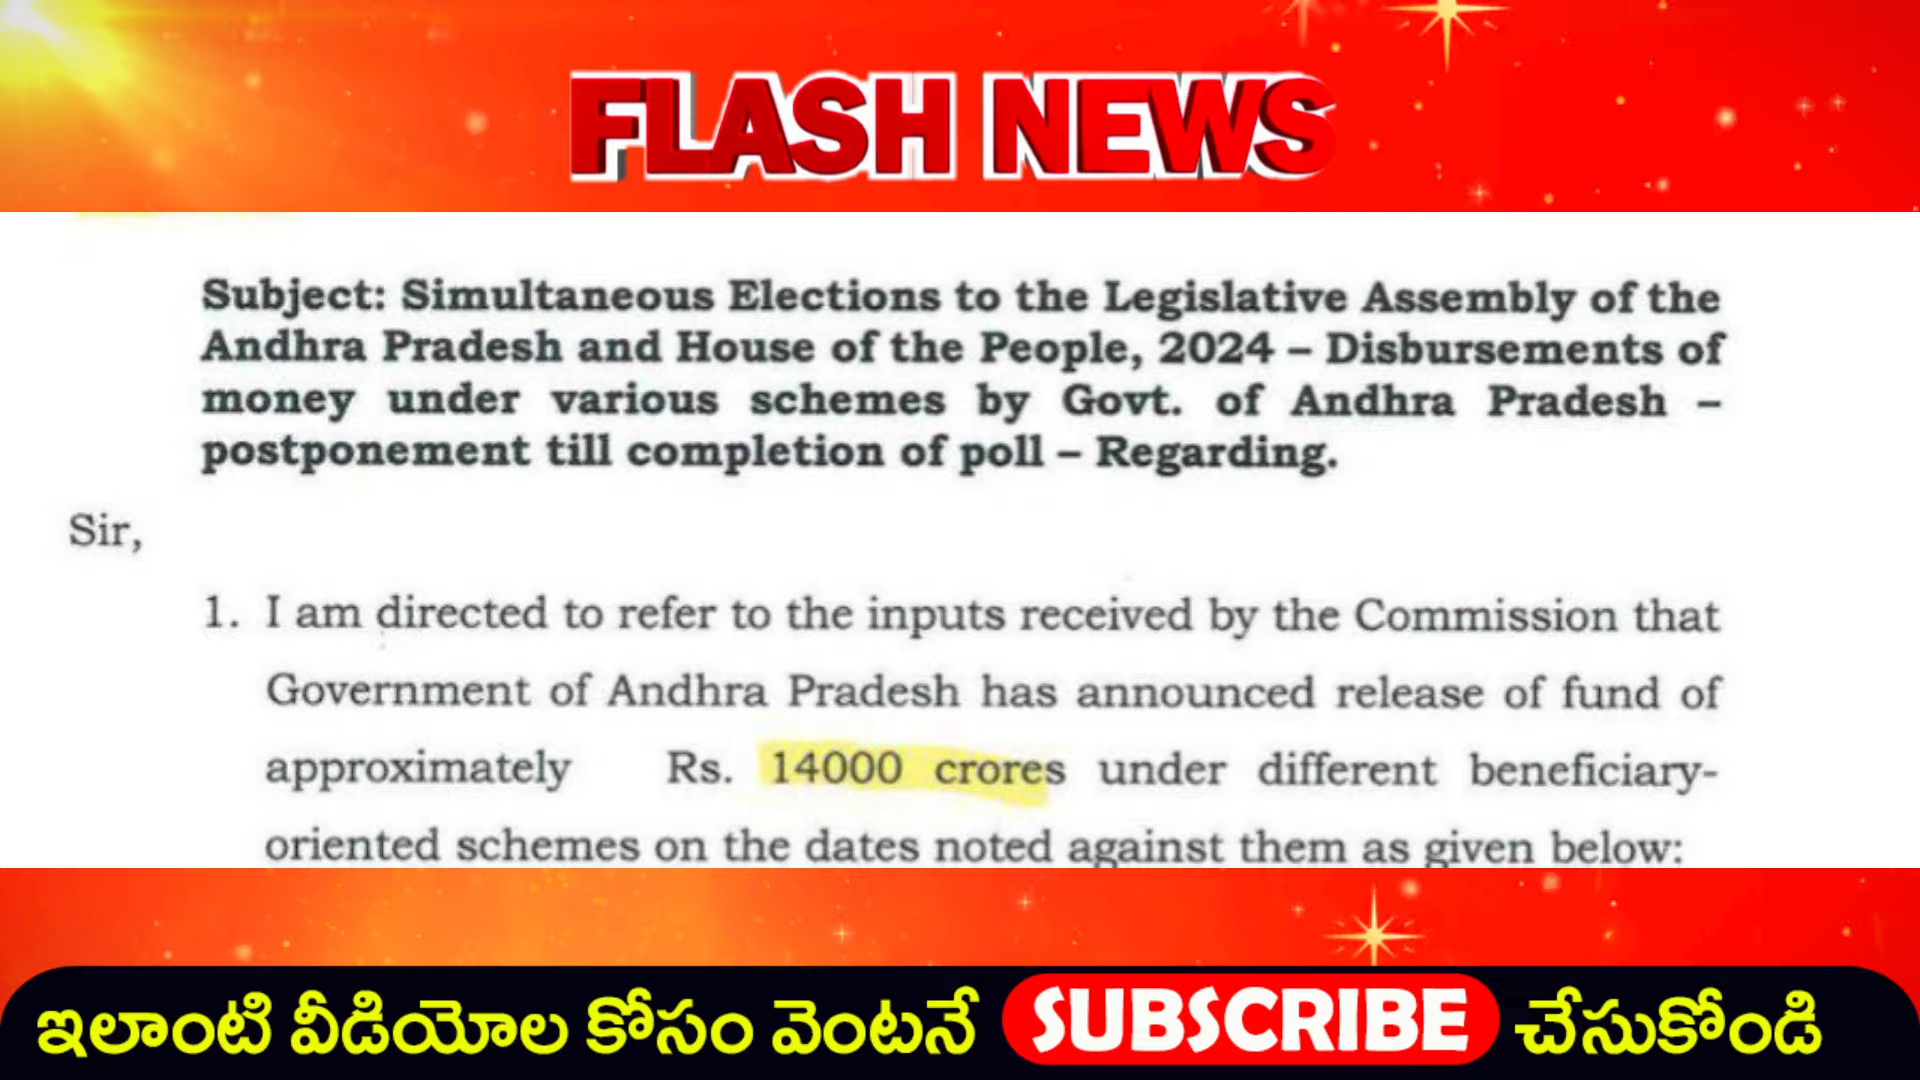 FLASH NEWS
Subject: Simultaneous Elections to the Legislative Assembly of the
Andhra Pradesh and House of the People, 2024 – Disbursements of
money under various schemes by Govt. of Andhra Pradesh –
postponement till completion of poll – Regarding.
Sir,
1. I am directed to refer to the inputs received by the Commission that
Government of Andhra Pradesh has announced release of fund of
approximately Rs. 14000 crores under different beneficiary-
oriented schemes on the dates noted against them as given below:
ఇలాంటి వీడియోల కోసం వెంటనే SUBSCRIBE చేసుకోండి